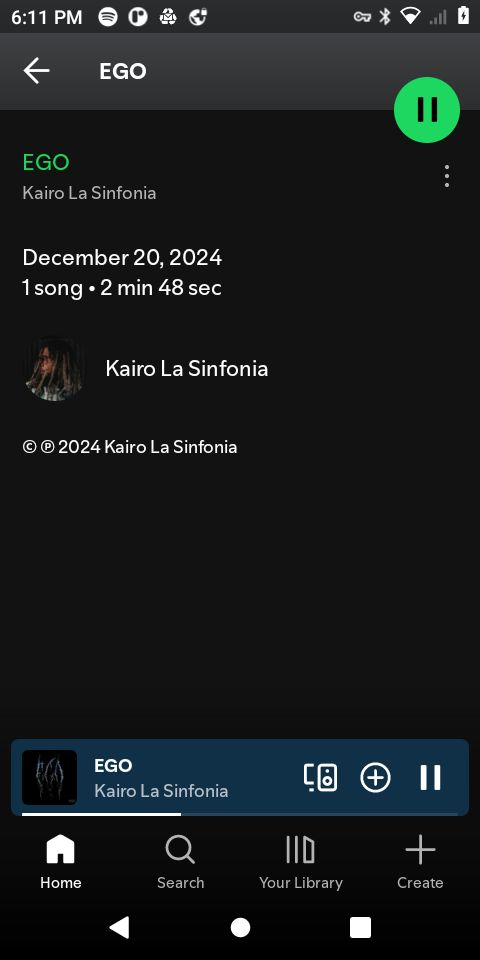 6:11 PM
EGO
EGO
Kairo La Sinfonia
December 20, 2024
1 song • 2 min 48 sec
Kairo La Sinfonia
© ℗ 2024 Kairo La Sinfonia
EGO
Kairo La Sinfonia
Home
Search
Your Library
Create